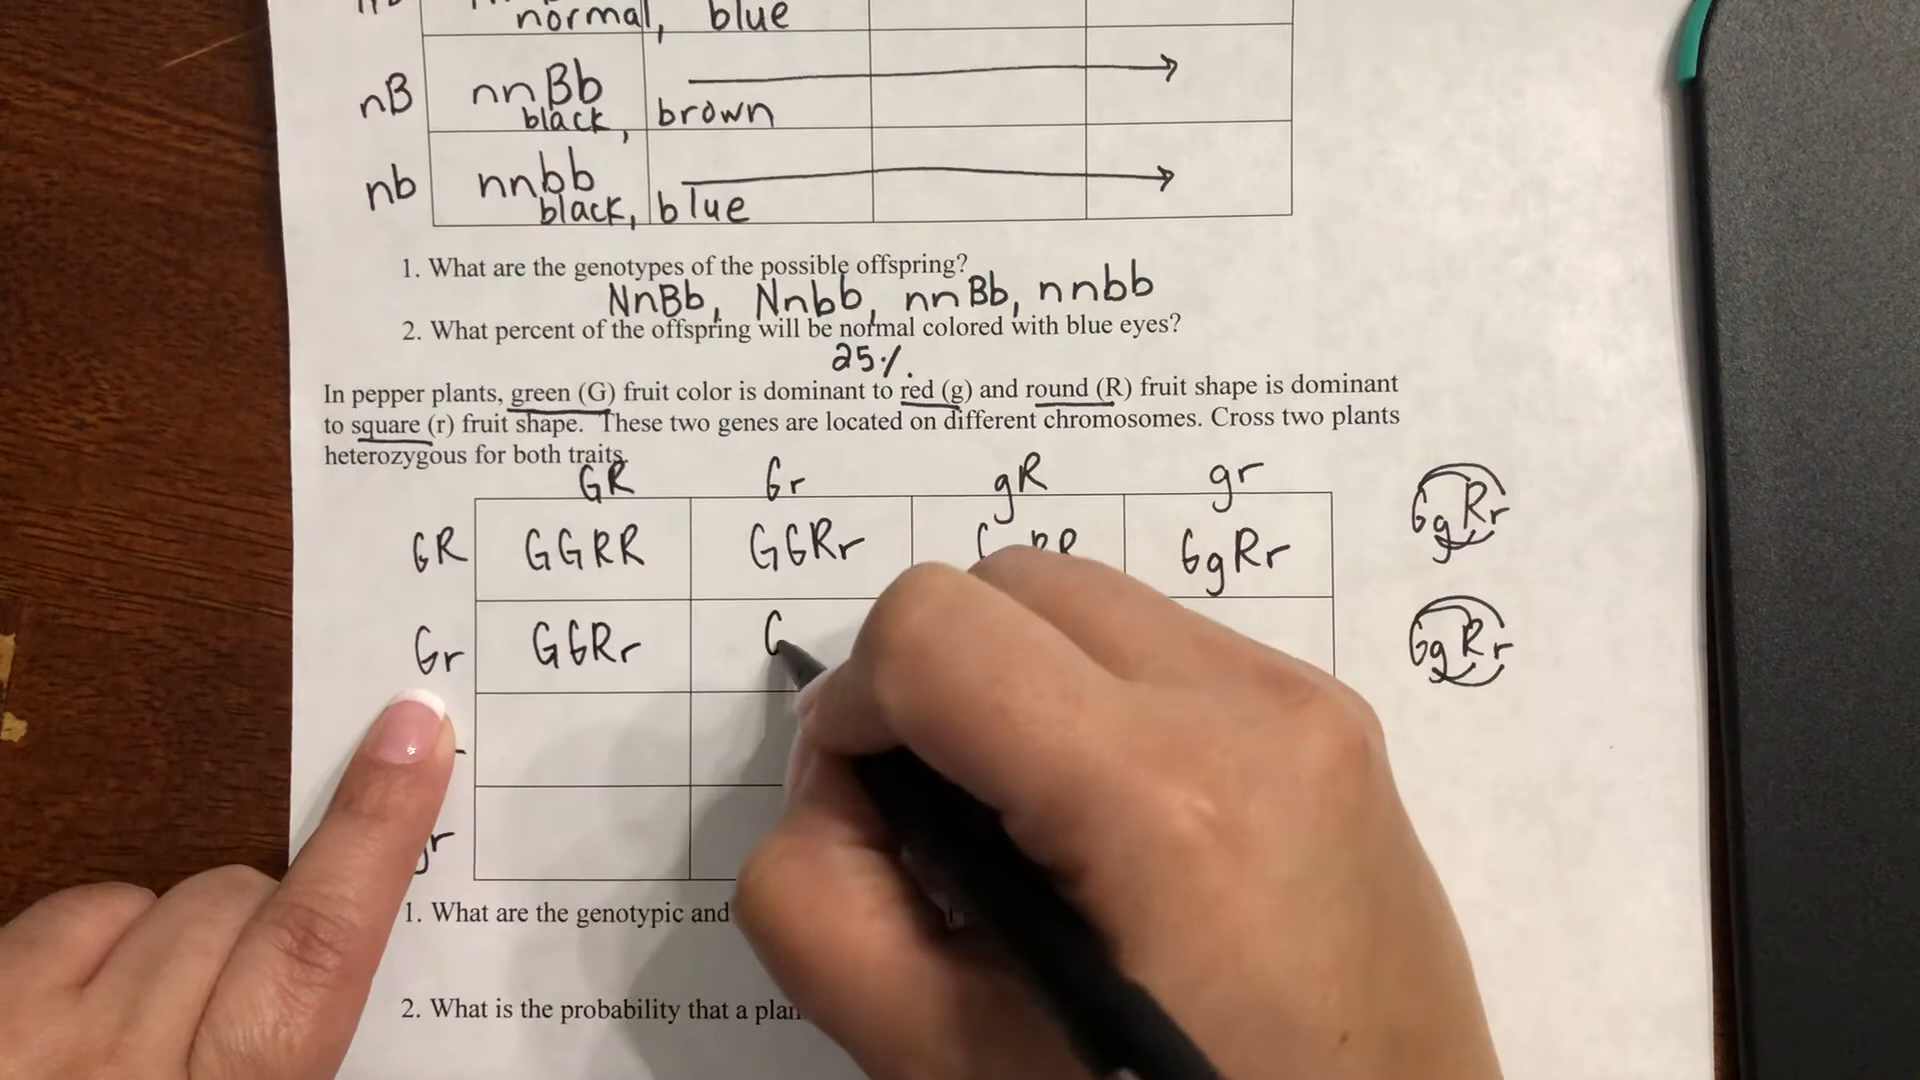 normal, blue
nB nnBb
black, brown
nb nnbb
black, blue
1. What are the genotypes of the possible offspring?
NnBb, Nnbb, nnBb, nnbb
2. What percent of the offspring will be normal colored with blue eyes?
25%.
In pepper plants, green (G) fruit color is dominant to red (g) and round (R) fruit shape is dominant
to square (r) fruit shape. These two genes are located on different chromosomes. Cross two plants
heterozygous for both traits.
GR Gr gR gr
GR GGRR GGRr GgRr GgRr
Gr GGRr G GgRr
1. What are the genotypic and
2. What is the probability that a